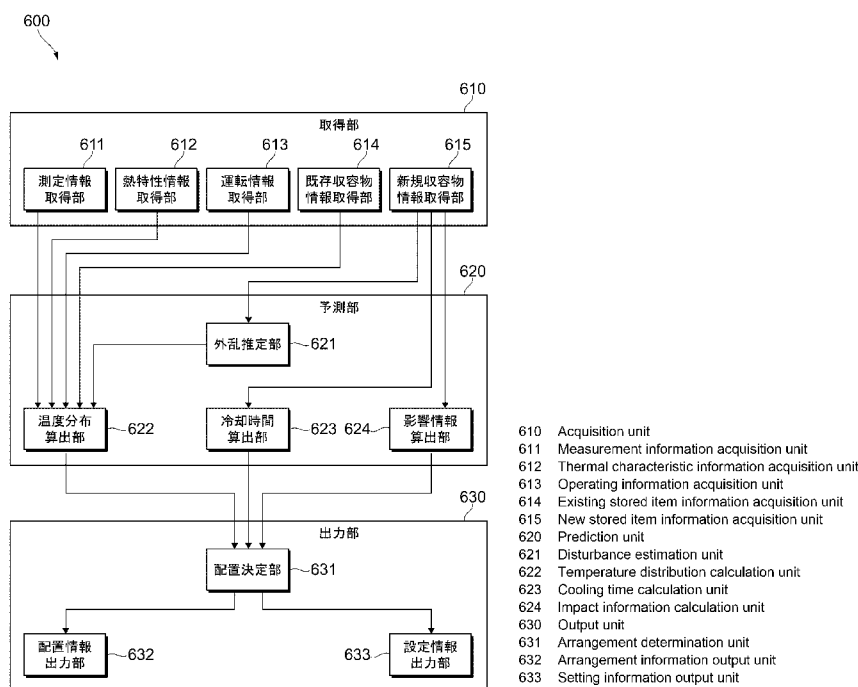 600
610
取得部
611
612
613
614
615
測定情報
取得部
熱特性情報
取得部
運転情報
取得部
既存収容物
情報取得部
新規収容物
情報取得部
620
予測部
外乱推定部
621
温度分布
算出部
622
冷却時間
算出部
623
624
影響情報
算出部
630
出力部
配置決定部
631
配置情報
出力部
632
633
設定情報
出力部
610 Acquisition unit
611 Measurement information acquisition unit
612 Thermal characteristic information acquisition unit
613 Operating information acquisition unit
614 Existing stored item information acquisition unit
615 New stored item information acquisition unit
620 Prediction unit
621 Disturbance estimation unit
622 Temperature distribution calculation unit
623 Cooling time calculation unit
624 Impact information calculation unit
630 Output unit
631 Arrangement determination unit
632 Arrangement information output unit
633 Setting information output unit